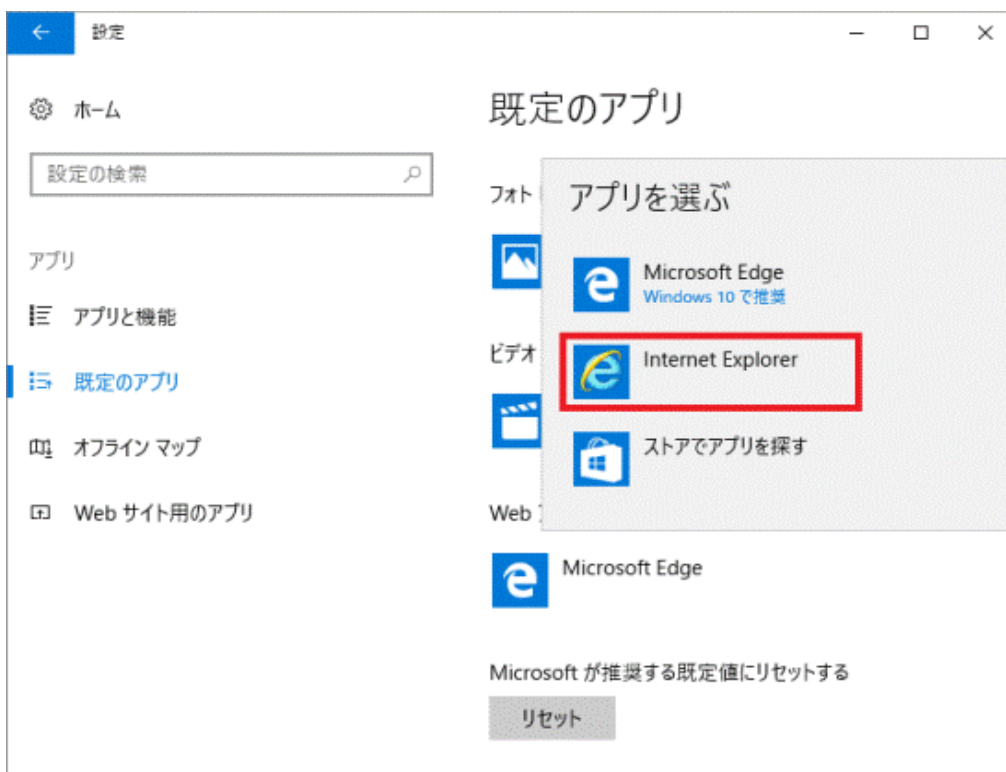 設定
ホーム
設定の検索
アプリ
アプリと機能
既定のアプリ
オフライン マップ
Web サイト用のアプリ
既定のアプリ
フォト
ビデオ
Web
アプリを選ぶ
Microsoft Edge
Windows 10 で推奨
Internet Explorer
ストアでアプリを探す
Microsoft Edge
Microsoft が推奨する既定値にリセットする
リセット